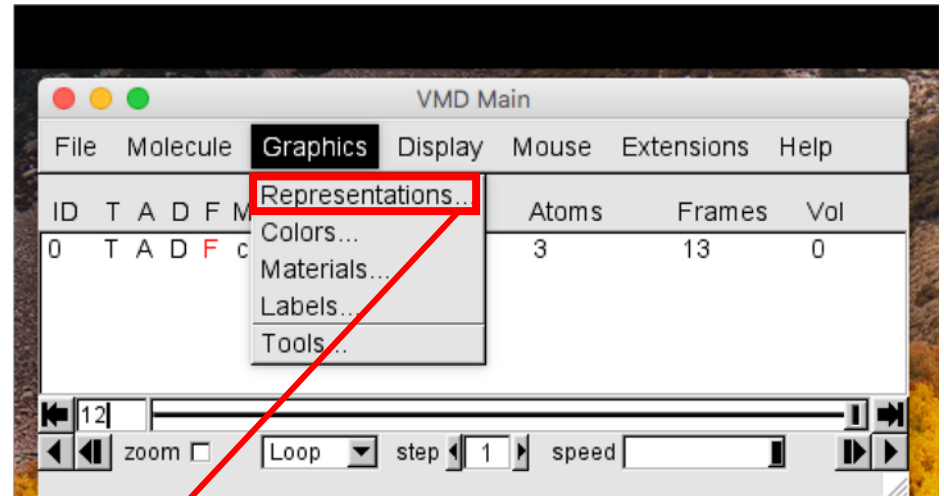 VMD Main
File Molecule Graphics Display Mouse Extensions Help
Representations...
ID T A D F M Atoms Frames Vol
Colors...
0 T A D F c 3 13 0
Materials...
Labels...
Tools...
12
zoom Loop step 1 speed